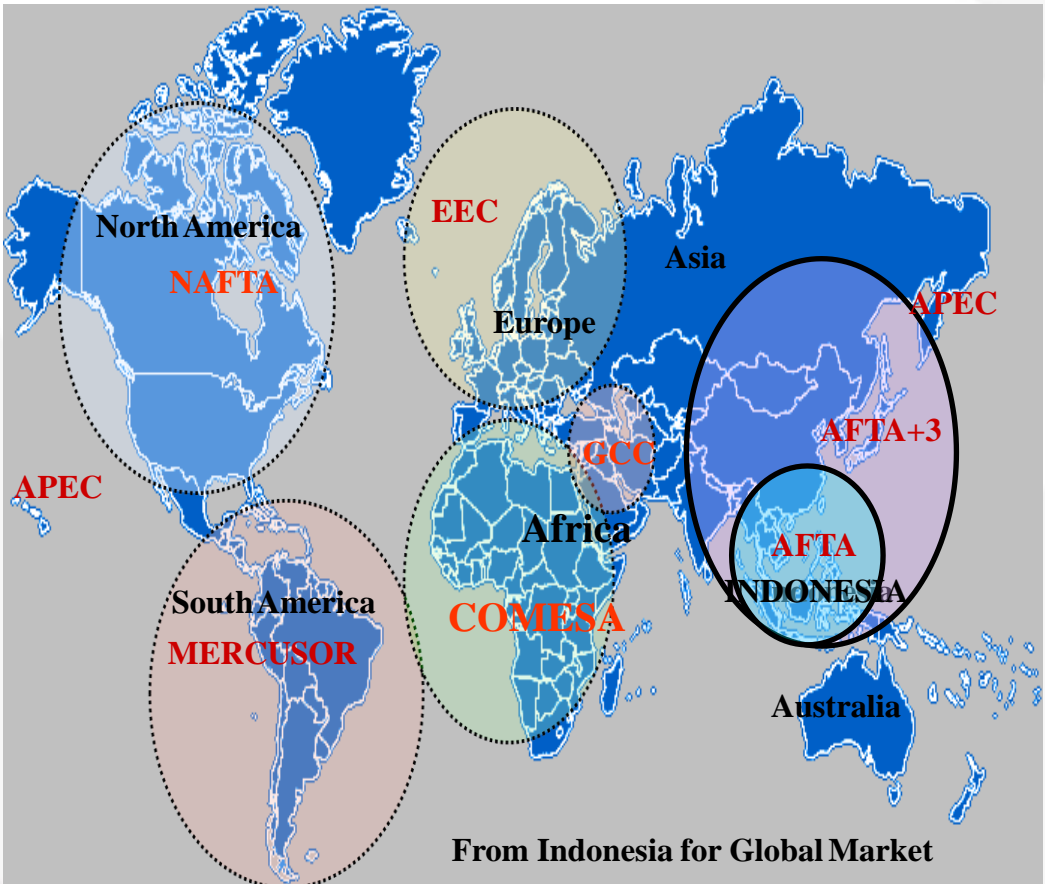 EEC
North America
Asia
NAFTA
APEC
Europe
AFTA+3
GCC
APEC
Africa
AFTA
INDONESIA
South America
COMESA
MERCUSOR
Australia
From Indonesia for Global Market